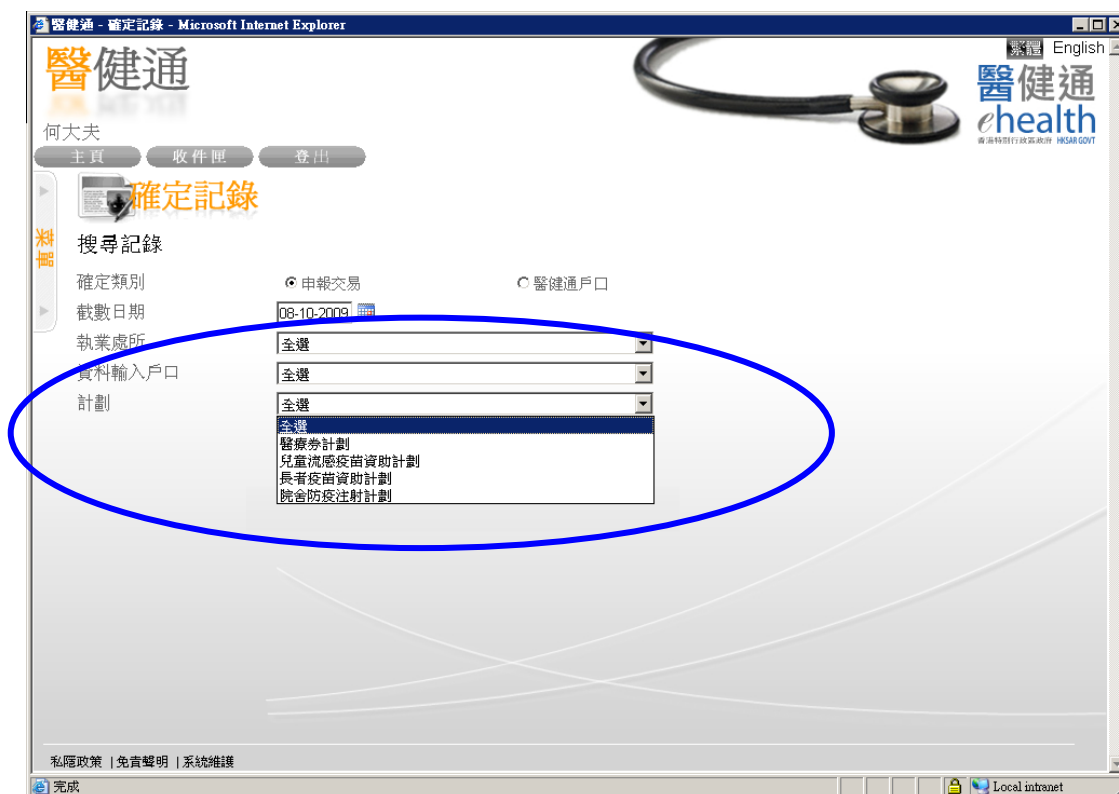 醫健通 - 確定記錄 - Microsoft Internet Explorer
繁體 English
醫健通
醫健通
ehealth
香港特別行政區政府 HKSAR GOVT
何大夫
主頁 收件匣 登出
確定記錄
菜單
搜尋記錄
確定類別 申報交易 醫健通戶口
截數日期 08-10-2009
執業處所 全選
資料輸入戶口 全選
計劃 全選
全選
醫療券計劃
兒童流感疫苗資助計劃
長者疫苗資助計劃
院舍防疫注射計劃
私隱政策 | 免責聲明 | 系統維護
完成 Local intranet